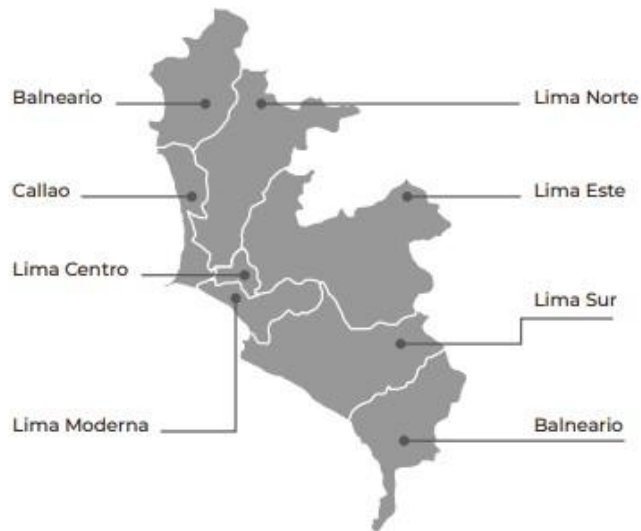 Balneario
Lima Norte
Callao
Lima Este
Lima Centro
Lima Sur
Lima Moderna
Balneario